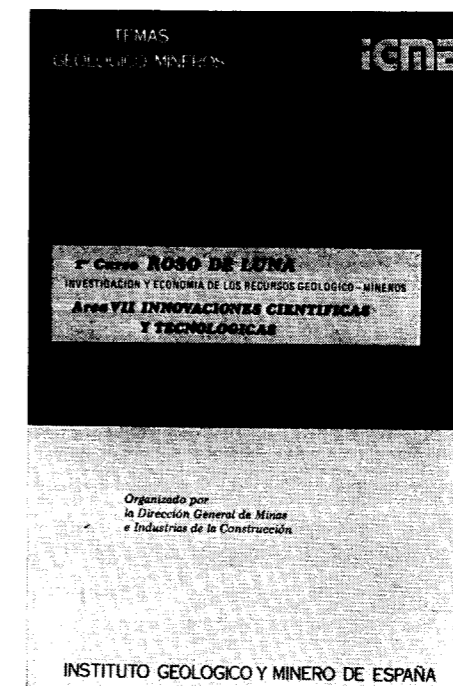 TEMAS
GEOLOGICO MINEROS
1er Curso ROSO DE LUNA
INVESTIGACION Y ECONOMIA DE LOS RECURSOS GEOLOGICO - MINEROS
Area VII INNOVACIONES CIENTIFICAS
Y TECNOLOGICAS
Organizado por
la Dirección General de Minas
e Industrias de la Construcción
INSTITUTO GEOLOGICO Y MINERO DE ESPAÑA